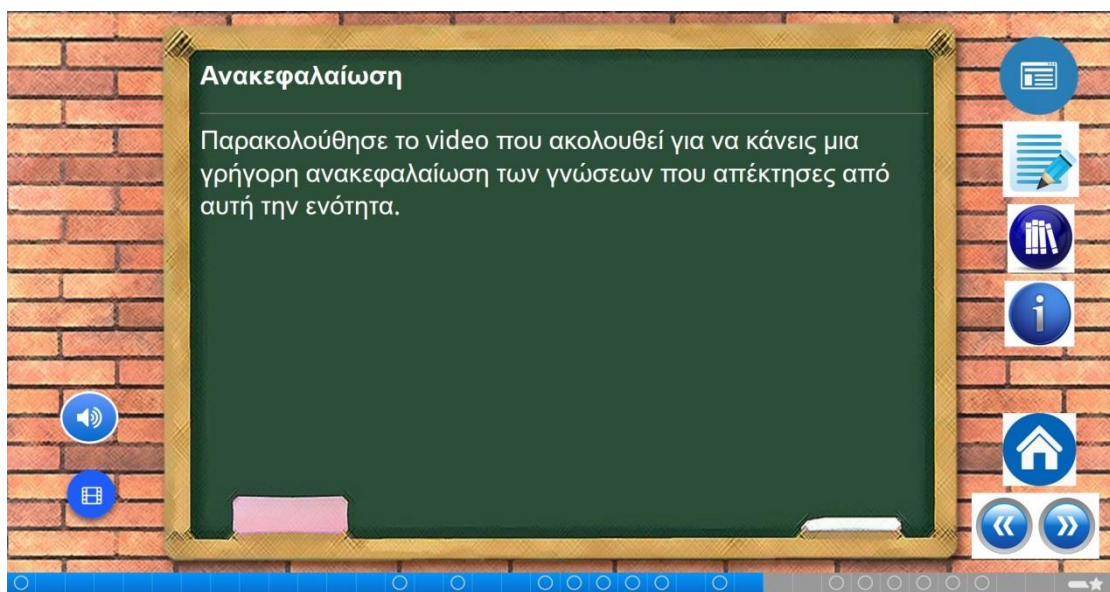 Ανακεφαλαίωση
Παρακολούθησε το video που ακολουθεί για να κάνεις μια
γρήγορη ανακεφαλαίωση των γνώσεων που απέκτησες από
αυτή την ενότητα.